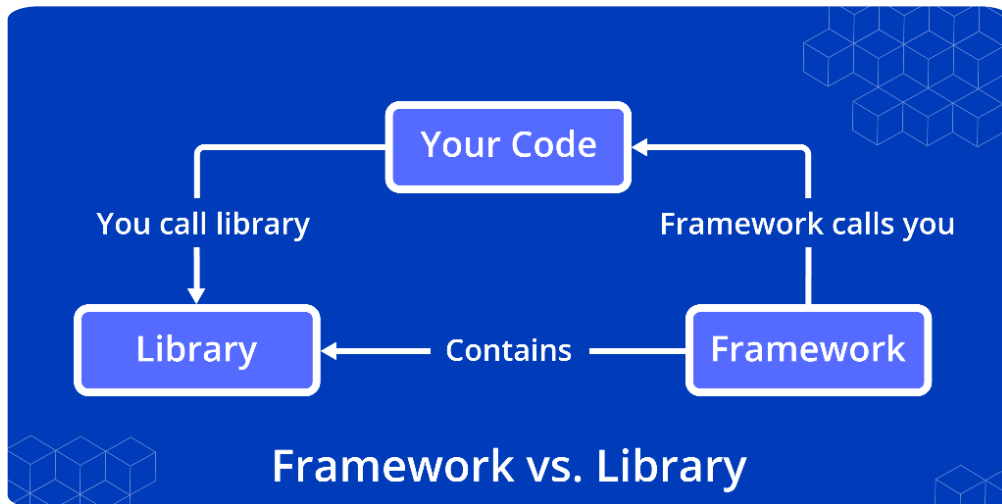 Your Code
You call library
Framework calls you
Library
Contains
Framework
Framework vs. Library